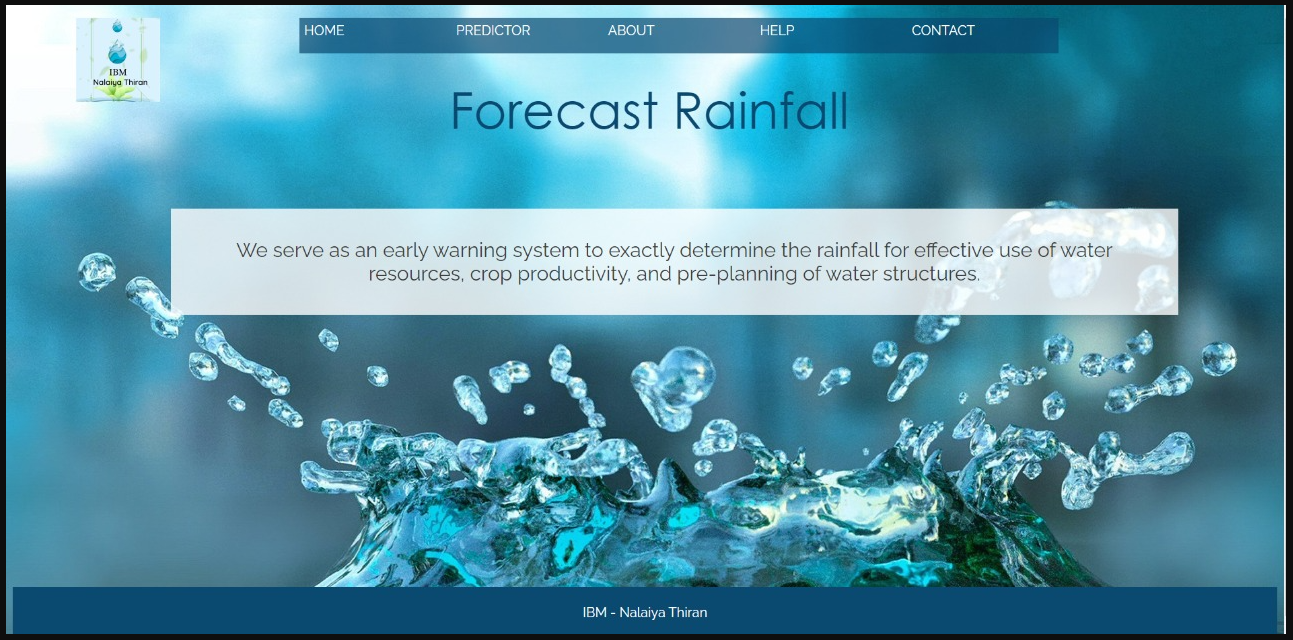 IBM
Nalaiya Thiran
HOME PREDICTOR ABOUT HELP CONTACT
Forecast Rainfall
We serve as an early warning system to exactly determine the rainfall for effective use of water
resources, crop productivity, and pre-planning of water structures.
IBM - Nalaiya Thiran